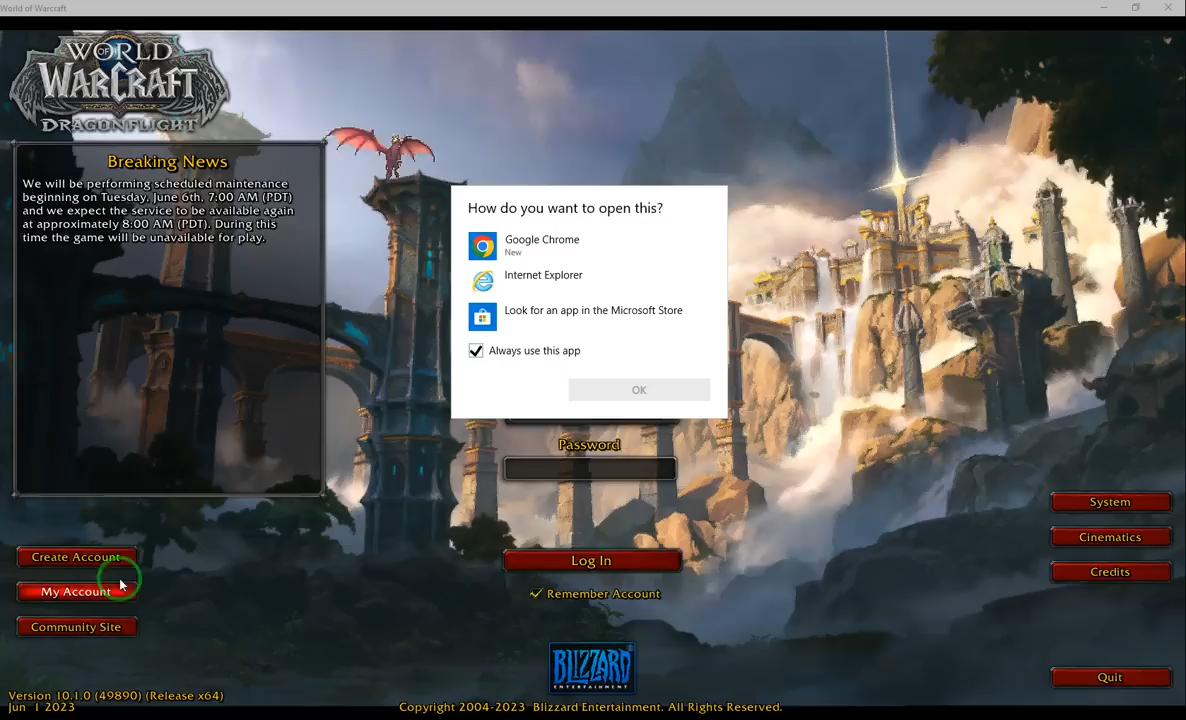 World of Warcraft
WORLD
OF
WARCRAFT
DRAGONFLIGHT
Breaking News
We will be performing scheduled maintenance
beginning on Tuesday, June 6th, 7:00 AM (PDT)
and we expect the service to be available again
at approximately 8:00 AM (PDT). During this
time the game will be unavailable for play.
How do you want to open this?
Google Chrome
New
Internet Explorer
Look for an app in the Microsoft Store
Always use this app
OK
Password
Log In
Remember Account
Create Account
My Account
Community Site
System
Cinematics
Credits
Quit
BLIZZARD
ENTERTAINMENT
Version 10.1.0 (49890) (Release x64)
Jun 1 2023
Copyright 2004-2023 Blizzard Entertainment. All Rights Reserved.